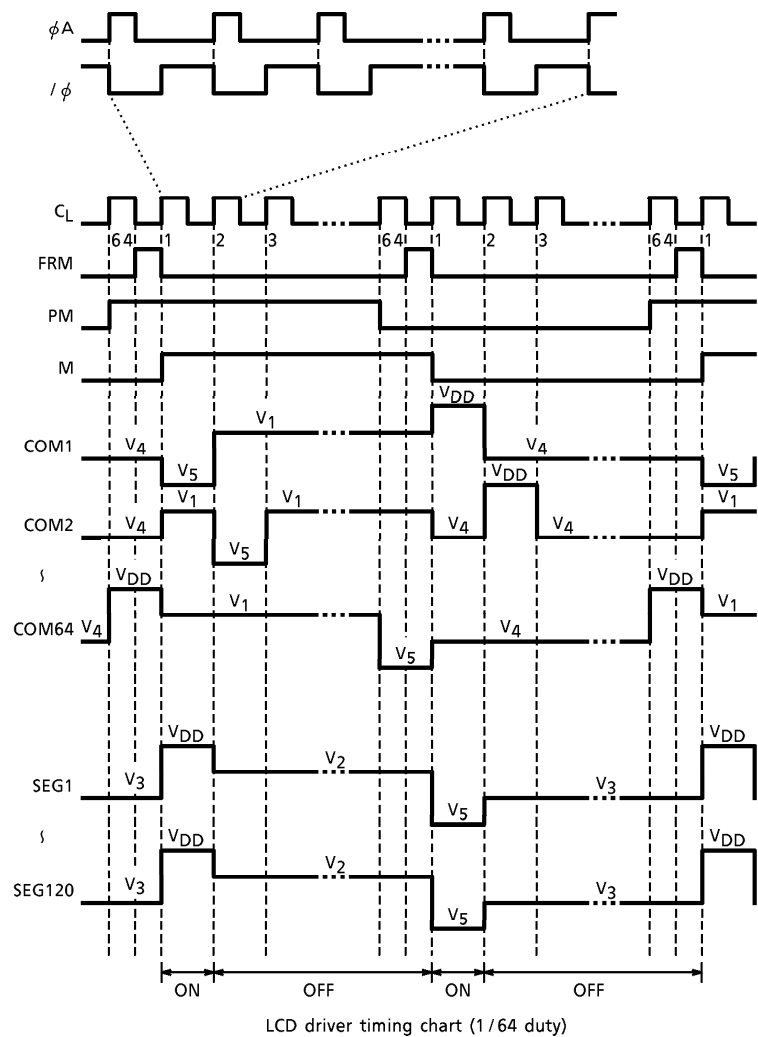 φA
/φ
CL
64 1 2 3 64 1 2 3 64 1
FRM
PM
M
VDD
V1
COM1 V4 V4
V5 VDD V5
V1 V1 V1
COM2 V4 V4 V4
V5
∫
VDD VDD
V4 V1 V4 V1
COM64
V5
VDD VDD
V2
SEG1 V3 V3
V5
∫
VDD VDD
V2
SEG120 V3 V3
V5
ON OFF ON OFF
LCD driver timing chart (1/64 duty)